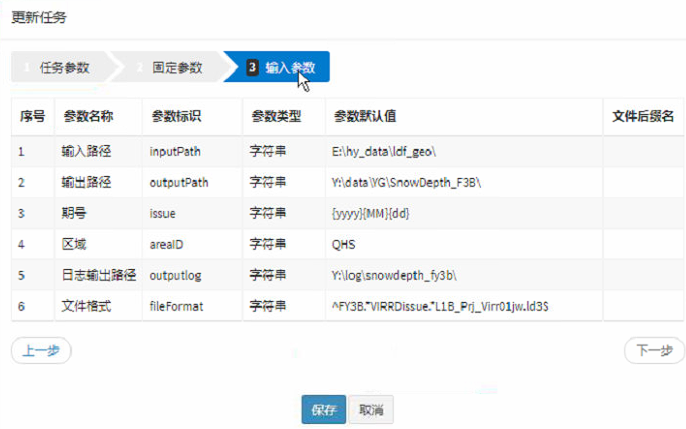 更新任务
1 任务参数 2 固定参数 3 输入参数
序号 参数名称 参数标识 参数类型 参数默认值 文件后缀名
1 输入路径 inputPath 字符串 E:\hy_data\ldf_geo\
2 输出路径 outputPath 字符串 Y:\data\YG\SnowDepth_F3B\
3 期号 issue 字符串 {yyyy}{MM}{dd}
4 区域 areaID 字符串 QHS
5 日志输出路径 outputlog 字符串 Y:\log\snowdepth_fy3b\
6 文件格式 fileFormat 字符串 ^FY3B.*VIRRDissue.*L1B_Prj_Virr01jw.ld3$
上一步 下一步
保存 取消